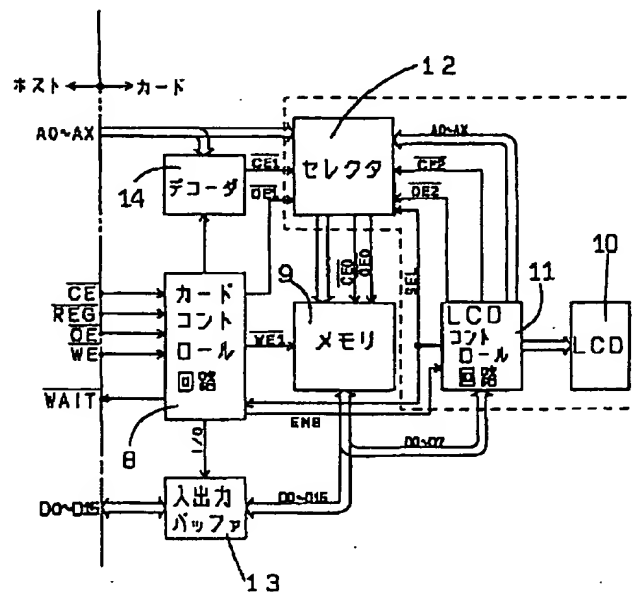 12
ホスト
カード
A0~AX
A0~AX
セレクタ
CE1
CE2
14
デコーダ
OE1
OE2
10
9
CE0
OE0
SEL
11
CE
REG
OE
WE
カード
コント
ロール
回路
WE1
メモリ
LCD
コント
ロール
回路
LCD
WAIT
8
ENB
I/O
D0~D7
D0~D15
入出力
バッファ
D0~D15
13